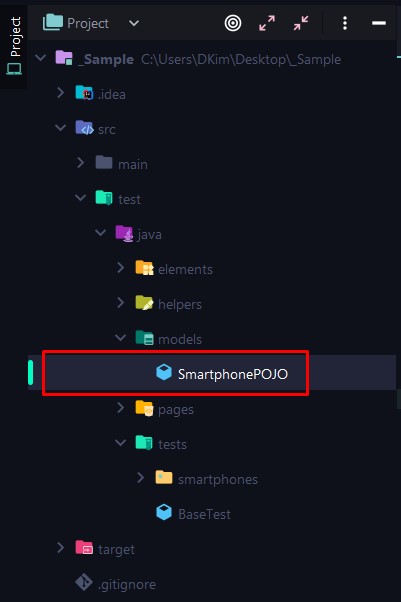 Project
Project
_Sample C:\Users\DKim\Desktop\_Sample
.idea
src
main
test
java
elements
helpers
models
SmartphonePOJO
pages
tests
smartphones
BaseTest
target
.gitignore